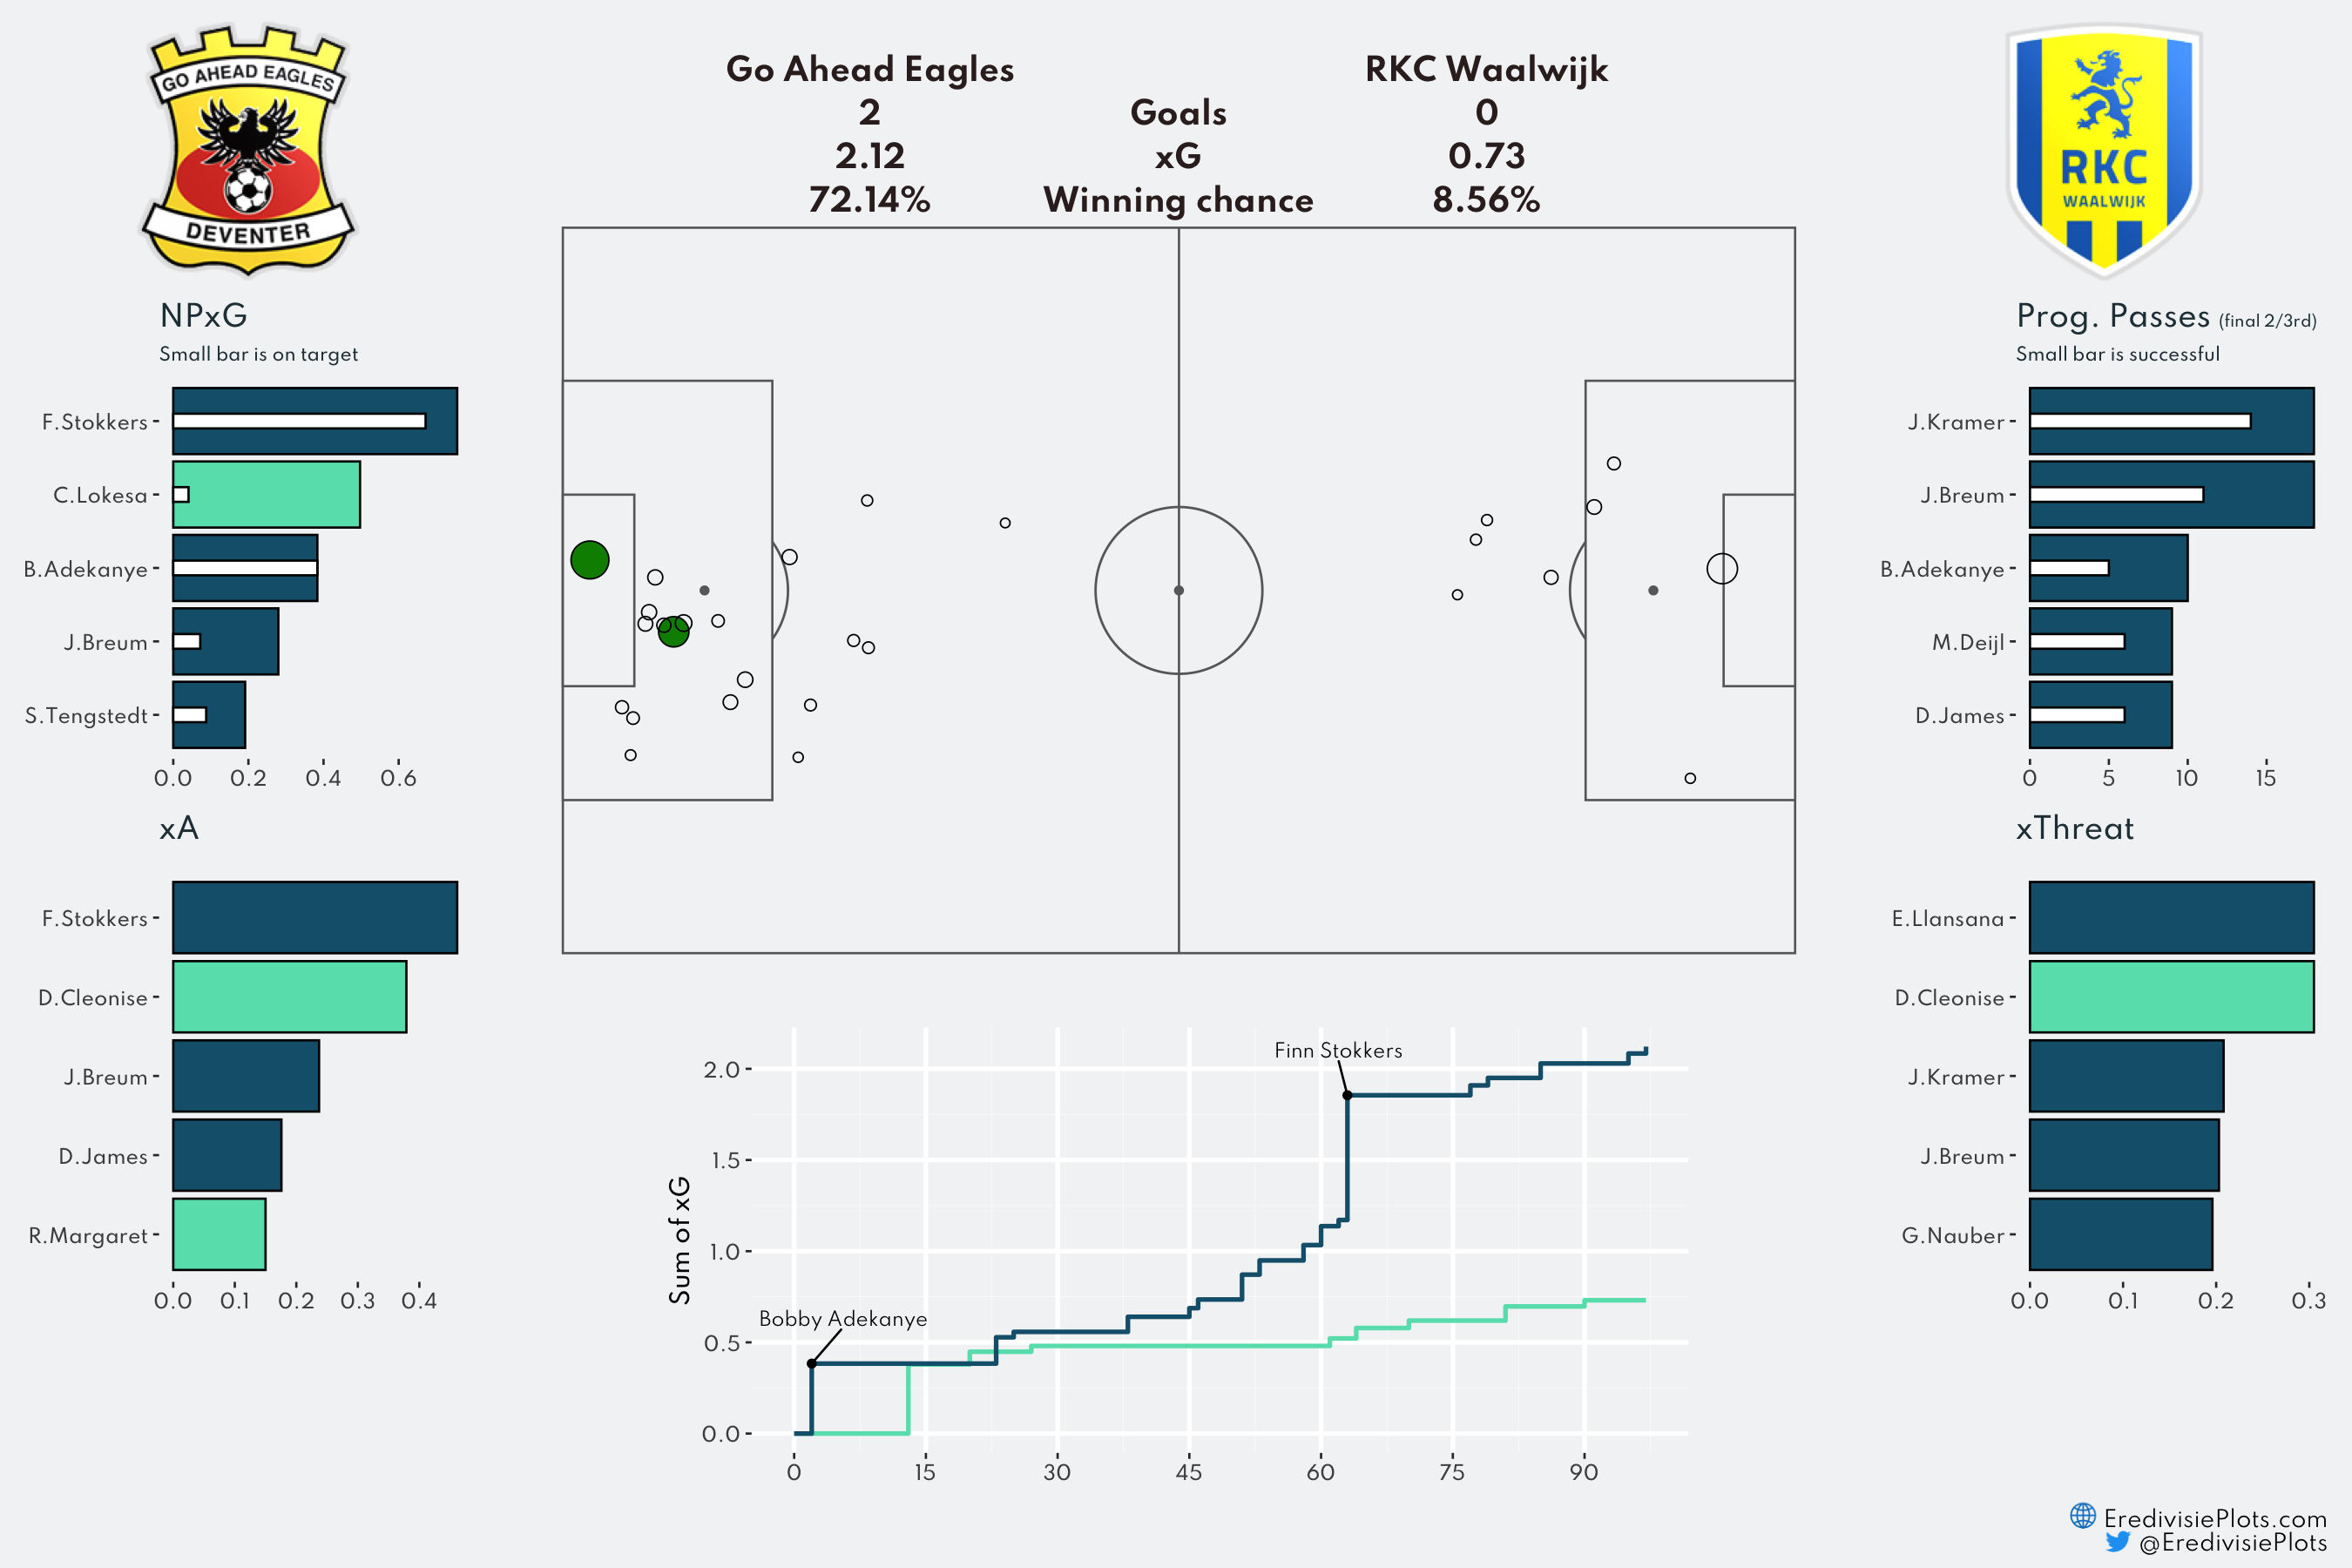 GO AHEAD EAGLES
DEVENTER
Go Ahead Eagles
RKC Waalwijk
2 Goals 0
2.12 xG 0.73
72.14% Winning chance 8.56%
RKC
WAALWIJK
NPxG
Small bar is on target
F.Stokkers
C.Lokesa
B.Adekanye
J.Breum
S.Tengstedt
0.0 0.2 0.4 0.6
xA
F.Stokkers
D.Cleonise
J.Breum
D.James
R.Margaret
0.0 0.1 0.2 0.3 0.4
Sum of xG
2.0
1.5
1.0
0.5
0.0
Finn Stokkers
Bobby Adekanye
0 15 30 45 60 75 90
Prog. Passes (final 2/3rd)
Small bar is successful
J.Kramer
J.Breum
B.Adekanye
M.Deijl
D.James
0 5 10 15
xThreat
E.Llansana
D.Cleonise
J.Kramer
J.Breum
G.Nauber
0.0 0.1 0.2 0.3
EredivisiePlots.com
@EredivisiePlots